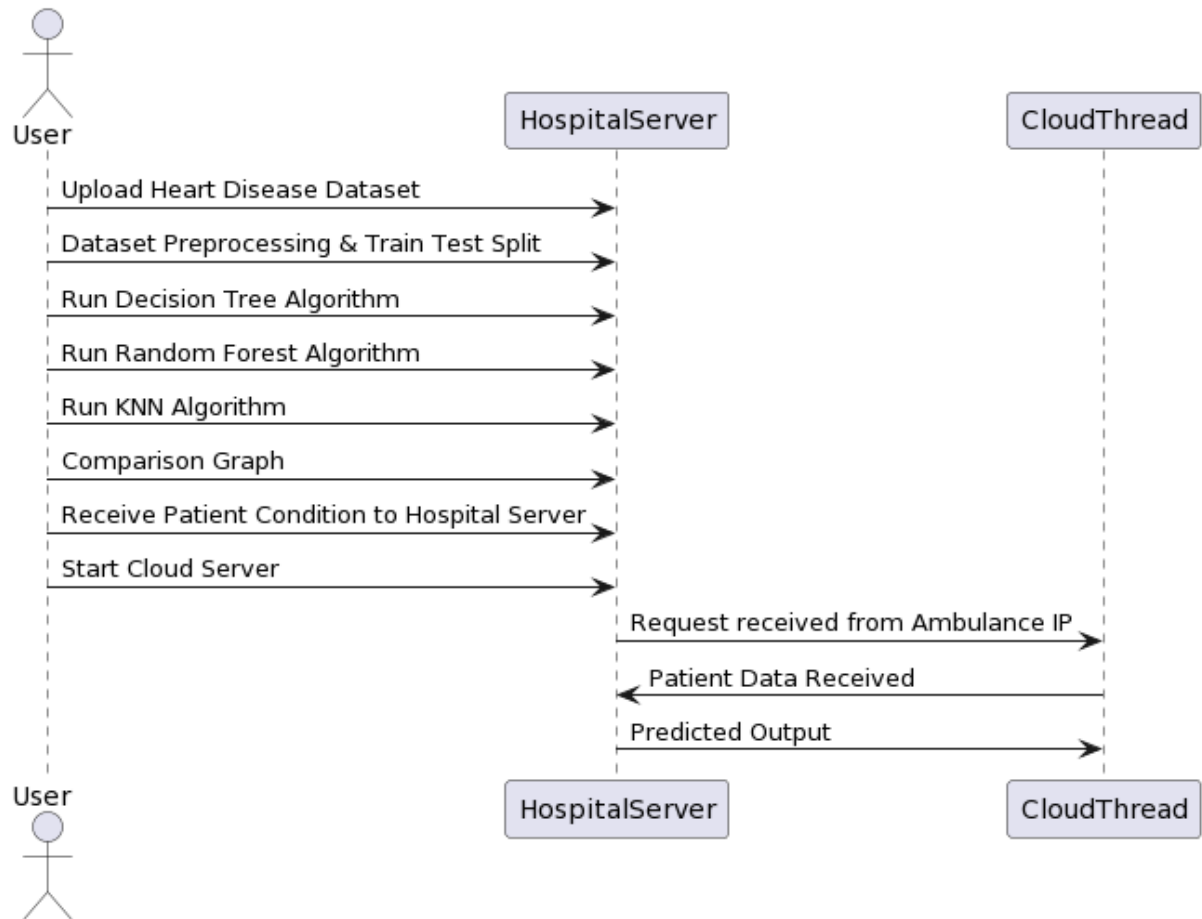 User
HospitalServer
CloudThread
Upload Heart Disease Dataset
Dataset Preprocessing & Train Test Split
Run Decision Tree Algorithm
Run Random Forest Algorithm
Run KNN Algorithm
Comparison Graph
Receive Patient Condition to Hospital Server
Start Cloud Server
Request received from Ambulance IP
Patient Data Received
Predicted Output
User
HospitalServer
CloudThread